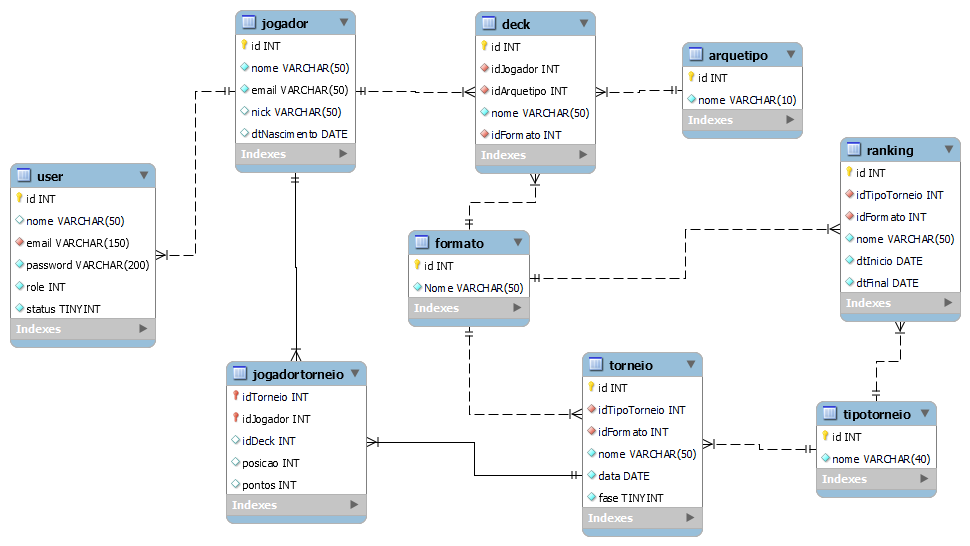 jogador
id INT
nome VARCHAR(50)
email VARCHAR(50)
nick VARCHAR(50)
dtNascimento DATE
Indexes
deck
id INT
idJogador INT
idArquetipo INT
nome VARCHAR(50)
idFormato INT
Indexes
arquetipo
id INT
nome VARCHAR(10)
Indexes
ranking
id INT
idTipoTorneio INT
idFormato INT
nome VARCHAR(50)
dtInicio DATE
dtFinal DATE
Indexes
user
id INT
nome VARCHAR(50)
email VARCHAR(150)
password VARCHAR(200)
role INT
status TINYINT
Indexes
formato
id INT
Nome VARCHAR(50)
Indexes
jogadortorneio
idTorneio INT
idJogador INT
idDeck INT
posicao INT
pontos INT
Indexes
torneio
id INT
idTipoTorneio INT
idFormato INT
nome VARCHAR(50)
data DATE
fase TINYINT
Indexes
tipotorneio
id INT
nome VARCHAR(40)
Indexes